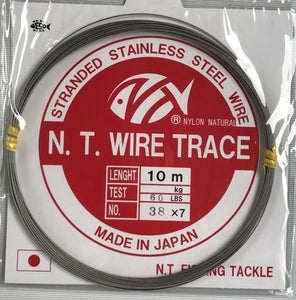 STRANDED STAINLESS STEEL WIRE
® NYLON NATURAL
N. T. WIRE TRACE
LENGHT 10 m
TEST kg
60 LBS
NO. 38 ×7
MADE IN JAPAN
N.T FISHING TACKLE